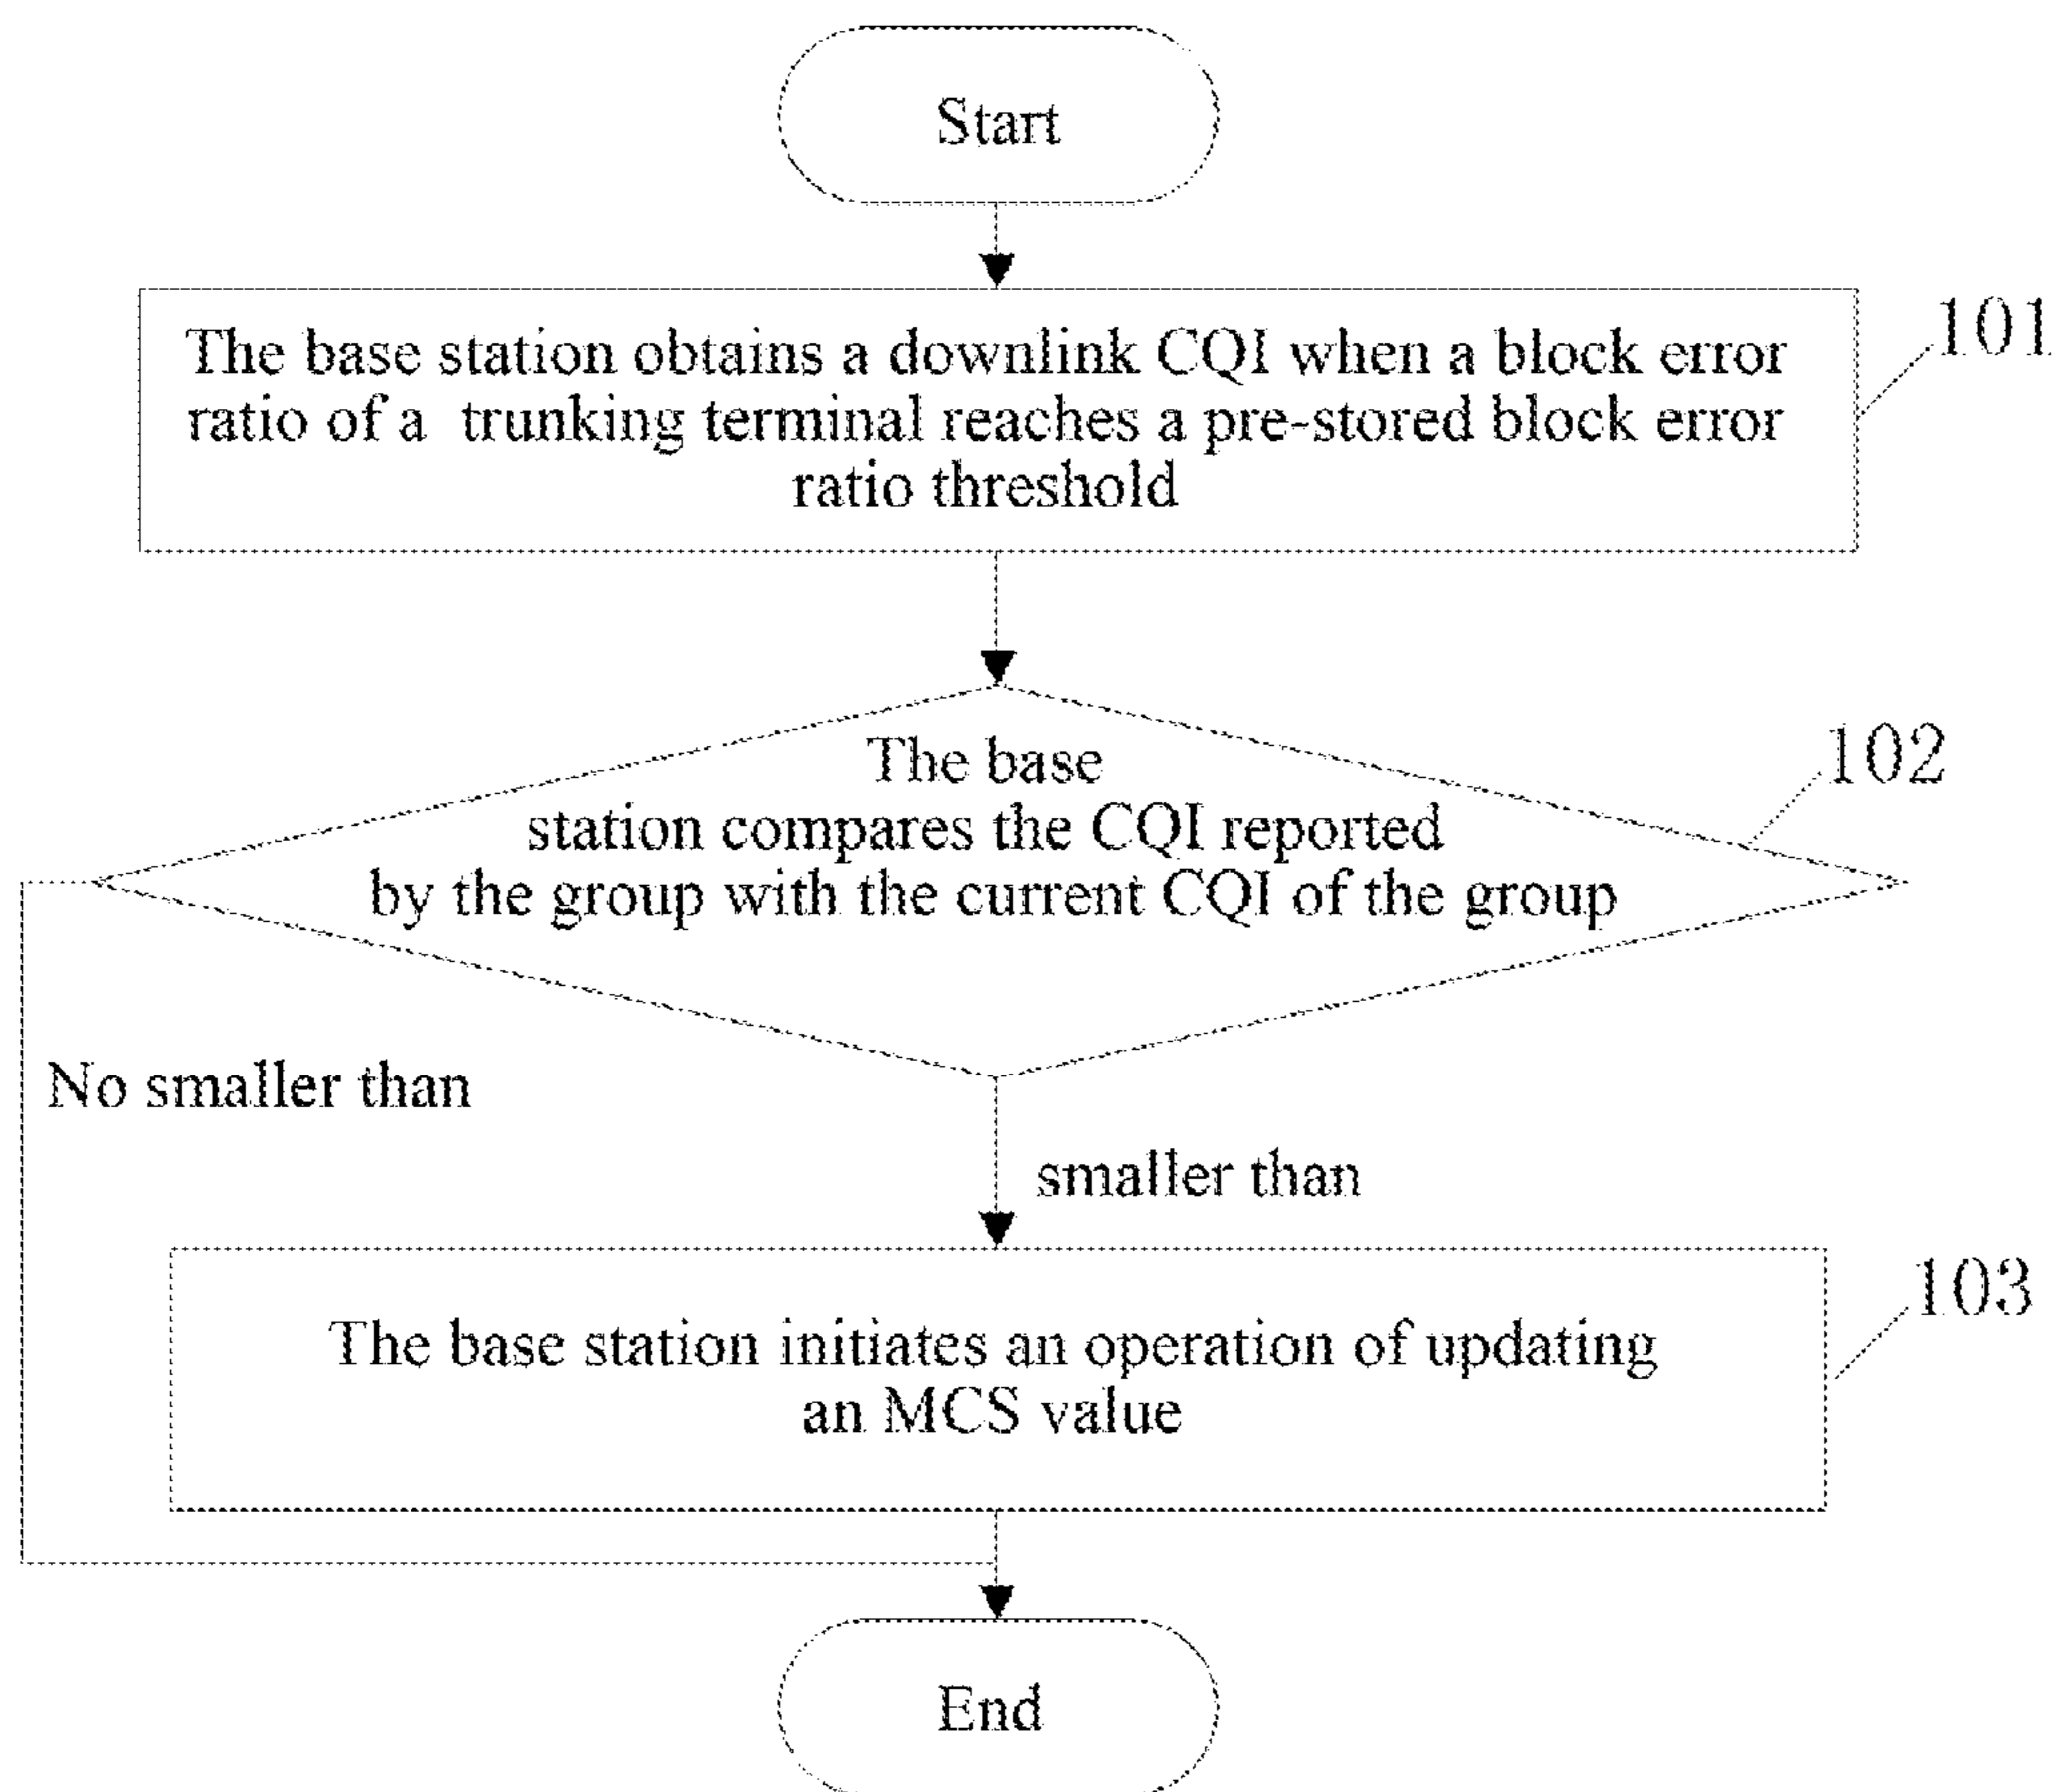 Start
The base station obtains a downlink CQI when a block error
ratio of a trunking terminal reaches a pre-stored block error
ratio threshold
101
The base
station compares the CQI reported
by the group with the current CQI of the group
102
No smaller than
smaller than
The base station initiates an operation of updating
an MCS value
103
End